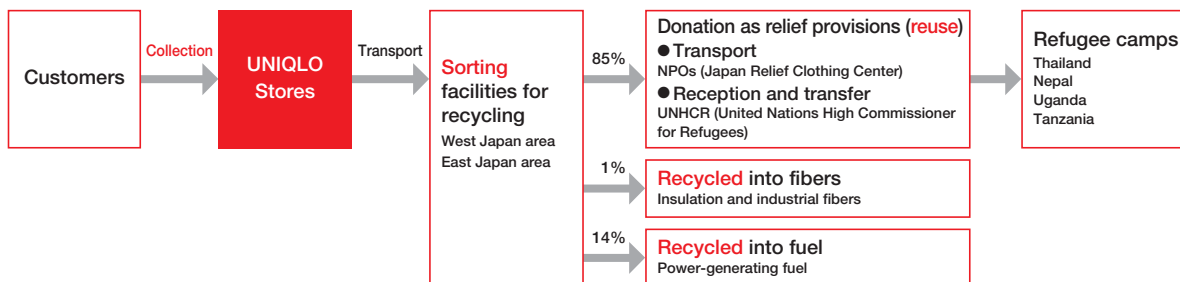 Customers
Collection
UNIQLO
Stores
Transport
Sorting
facilities for
recycling
West Japan area
East Japan area
85%
Donation as relief provisions (reuse)
● Transport
NPOs (Japan Relief Clothing Center)
● Reception and transfer
UNHCR (United Nations High Commissioner
for Refugees)
Refugee camps
Thailand
Nepal
Uganda
Tanzania
1%
Recycled into fibers
Insulation and industrial fibers
14%
Recycled into fuel
Power-generating fuel